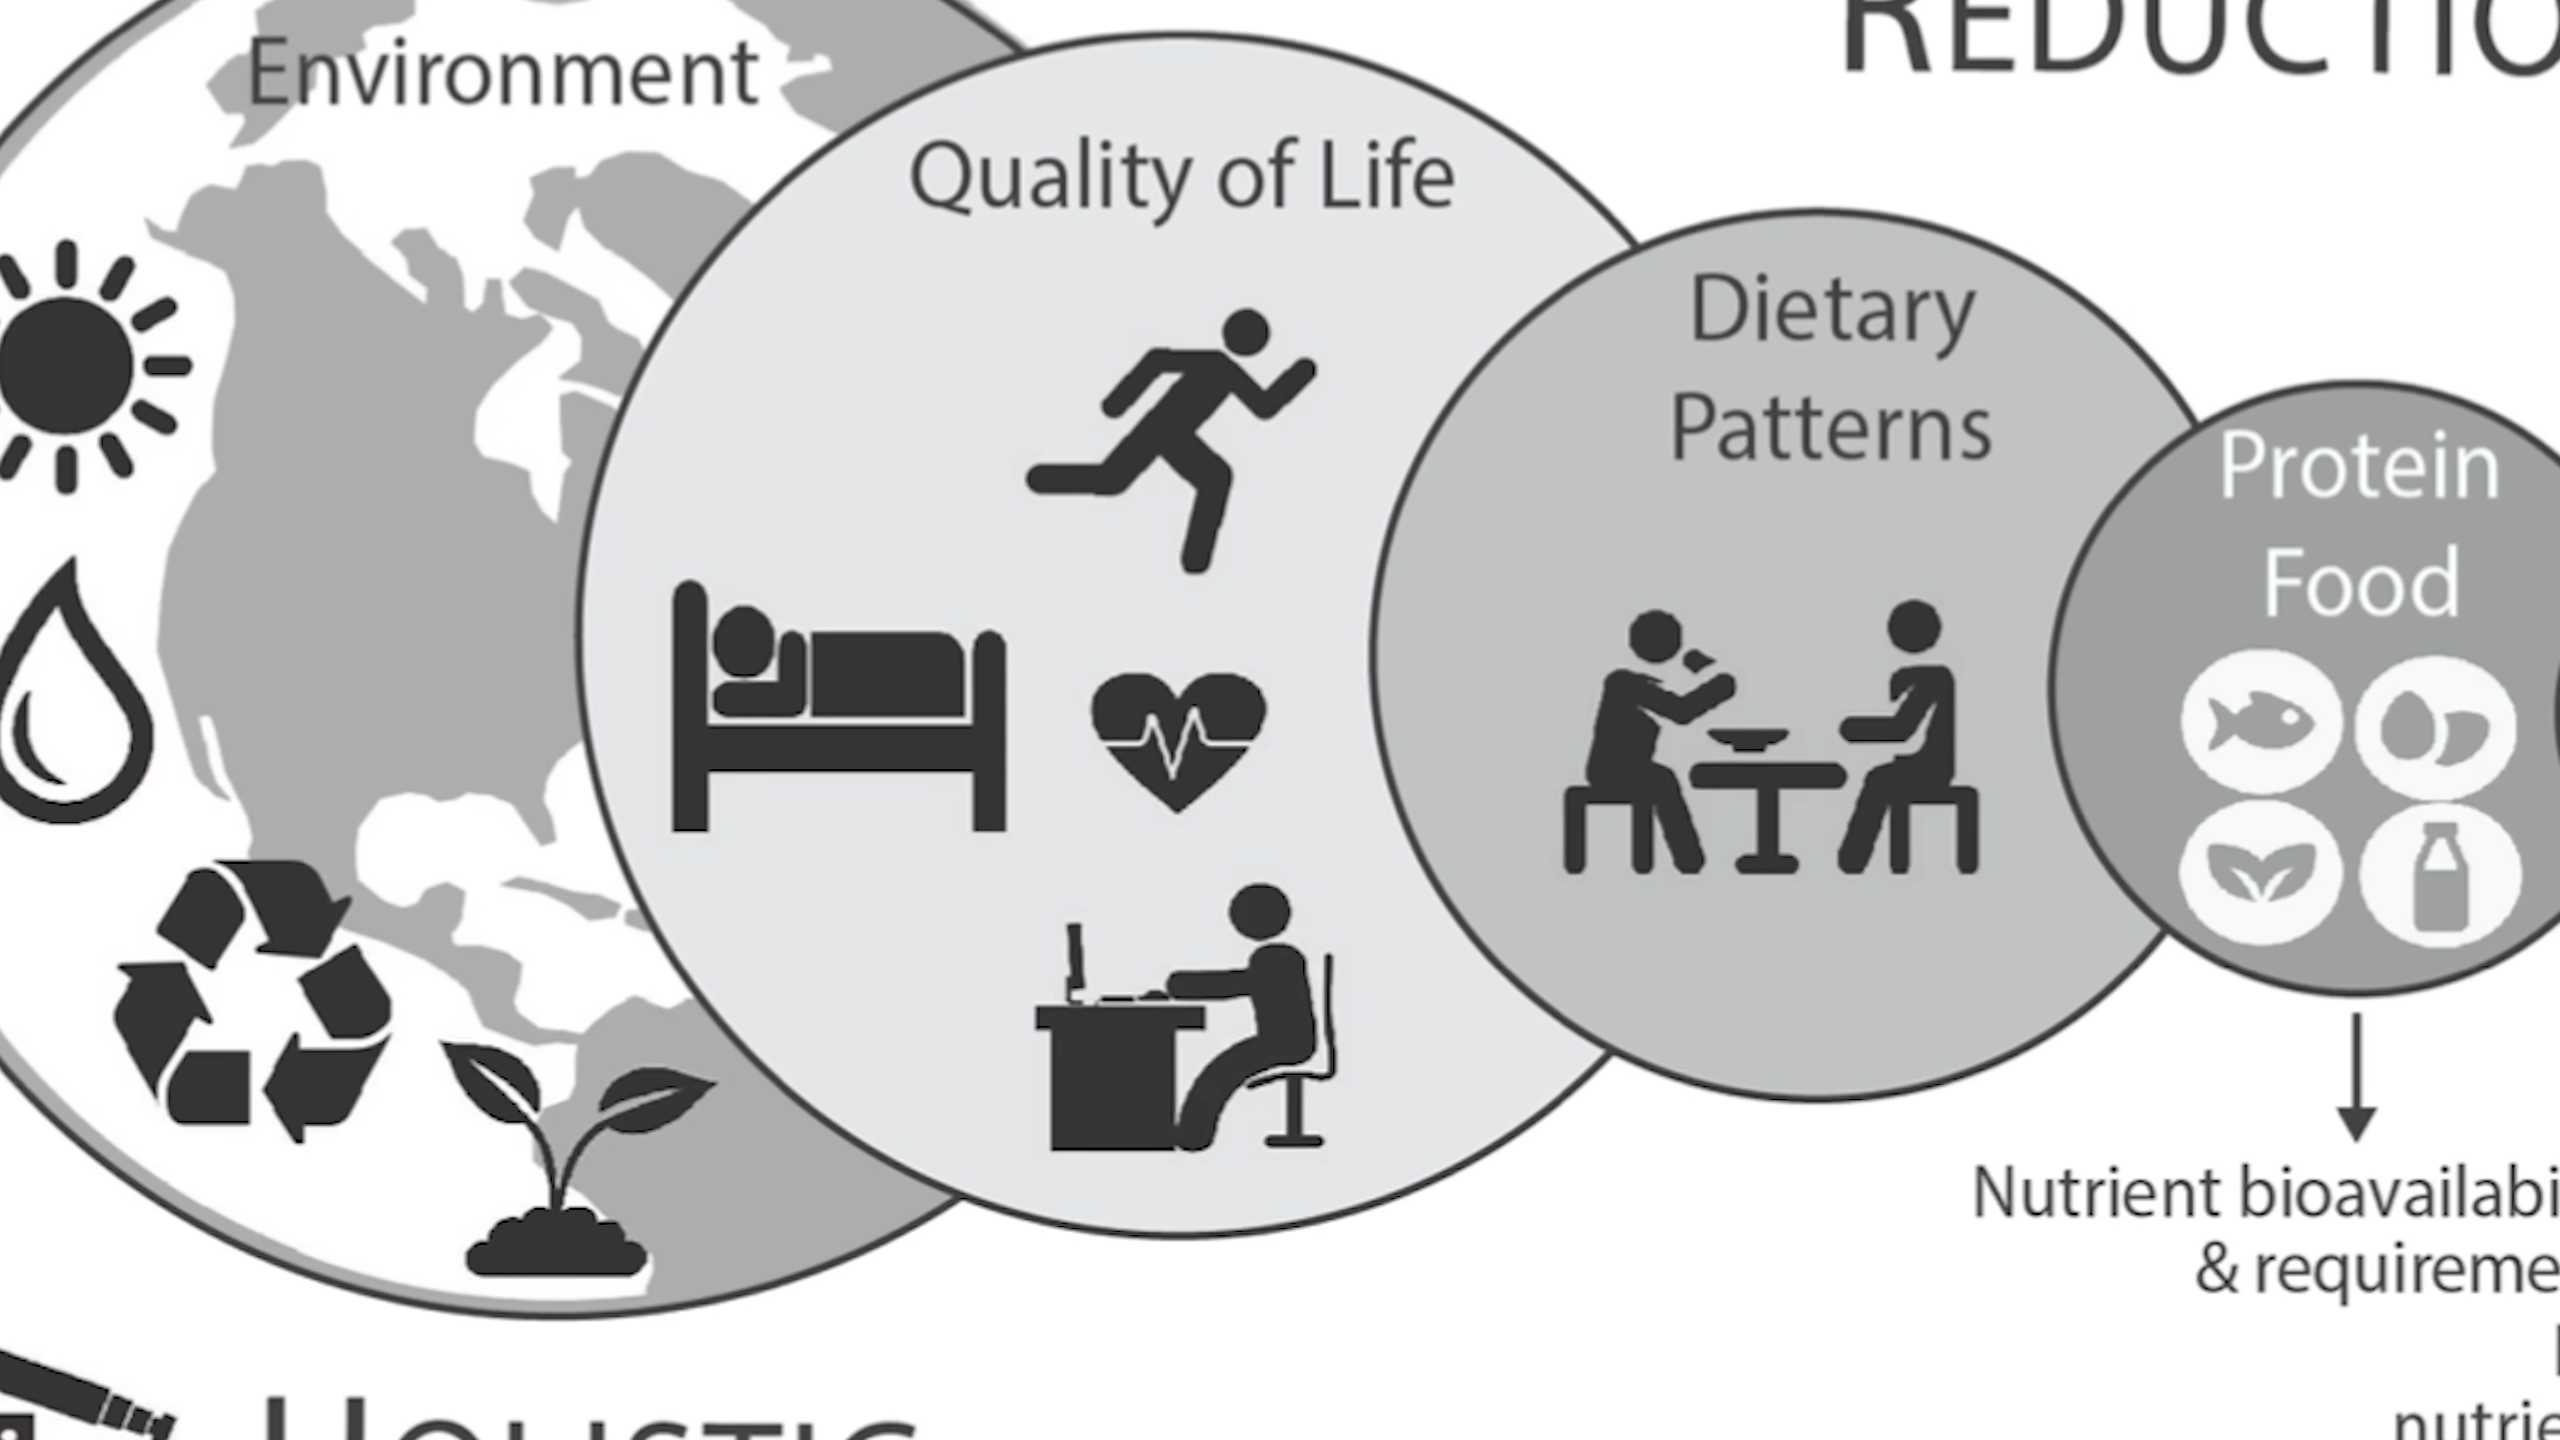 Environment
Quality of Life
Dietary
Patterns
Protein
Food
&